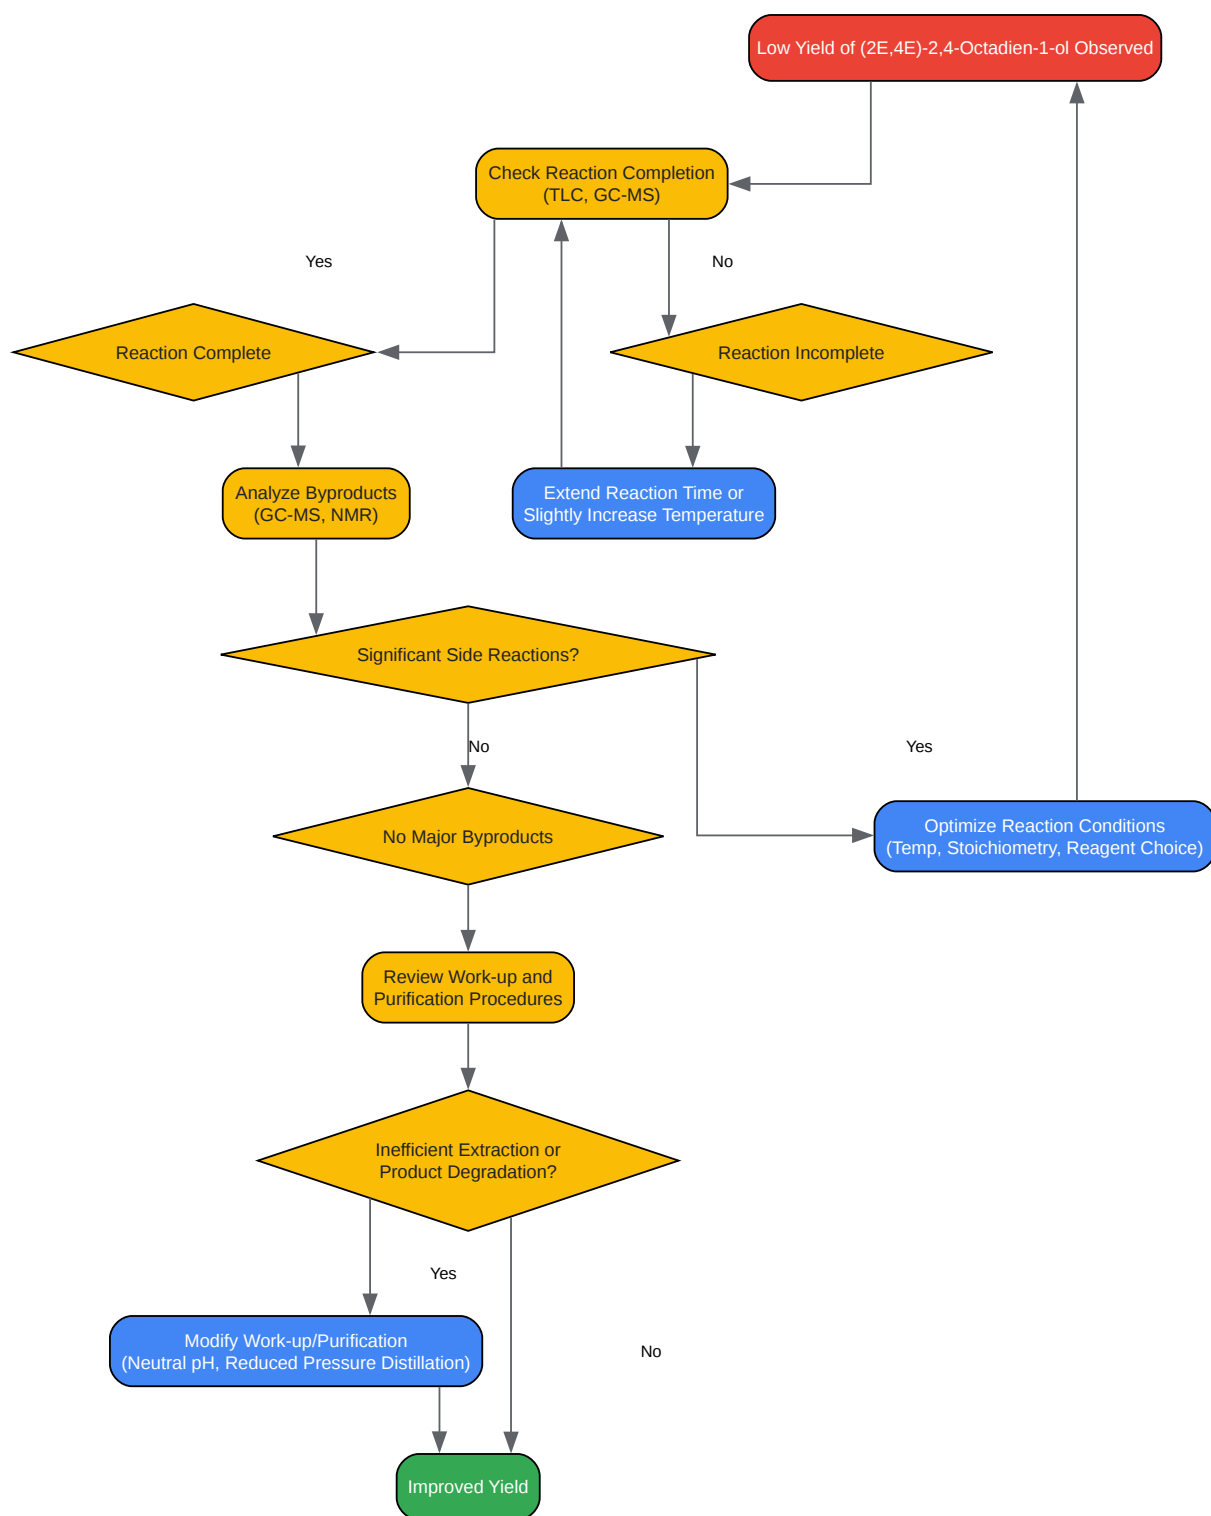 Low Yield of (2E,4E)-2,4-Octadien-1-ol Observed
Check Reaction Completion
(TLC, GC-MS)
Yes
No
Reaction Complete
Reaction Incomplete
Analyze Byproducts
(GC-MS, NMR)
Extend Reaction Time or
Slightly Increase Temperature
Significant Side Reactions?
No
Yes
No Major Byproducts
Optimize Reaction Conditions
(Temp, Stoichiometry, Reagent Choice)
Review Work-up and
Purification Procedures
Inefficient Extraction or
Product Degradation?
Yes
No
Modify Work-up/Purification
(Neutral pH, Reduced Pressure Distillation)
Improved Yield